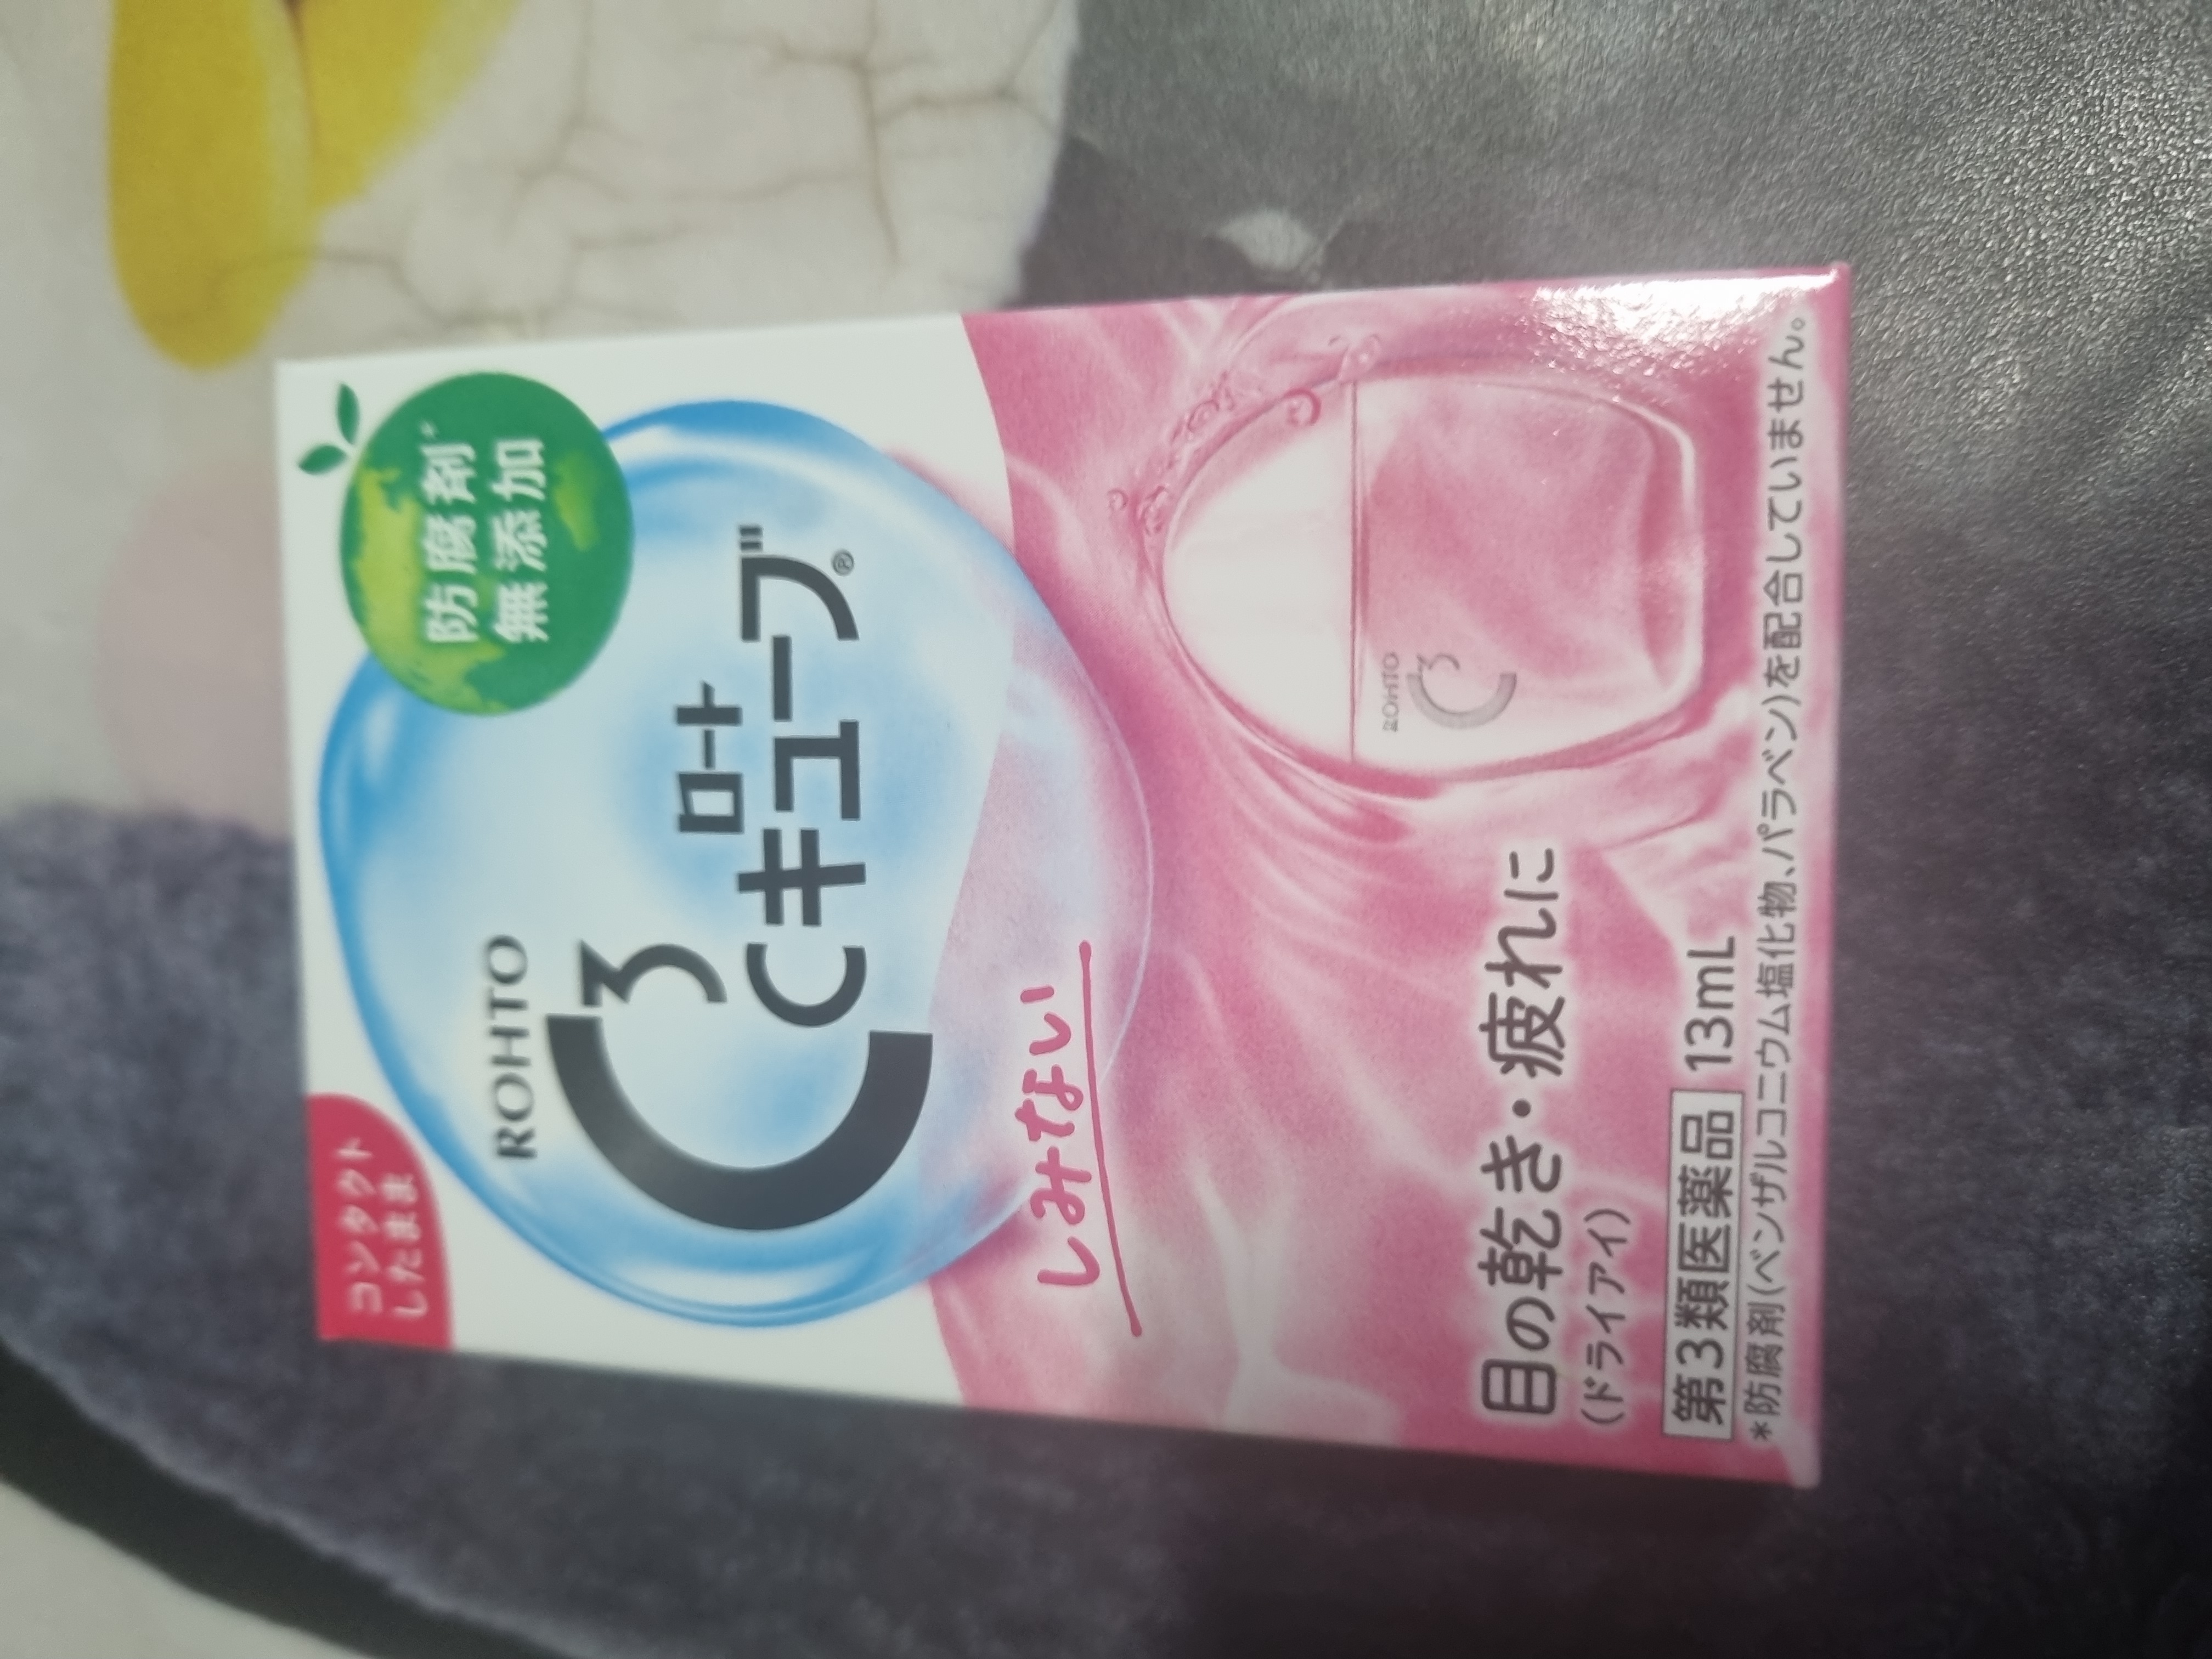 コンタクト
したまま
防腐剤*
無添加
ROHTO
C3
ロート
Cキューブ®
しみない
ROHTO
C3
目の乾き・疲れに
(ドライアイ)
第3類医薬品 13mL
*防腐剤(ベンザルコニウム塩化物、パラベン)を配合していません。